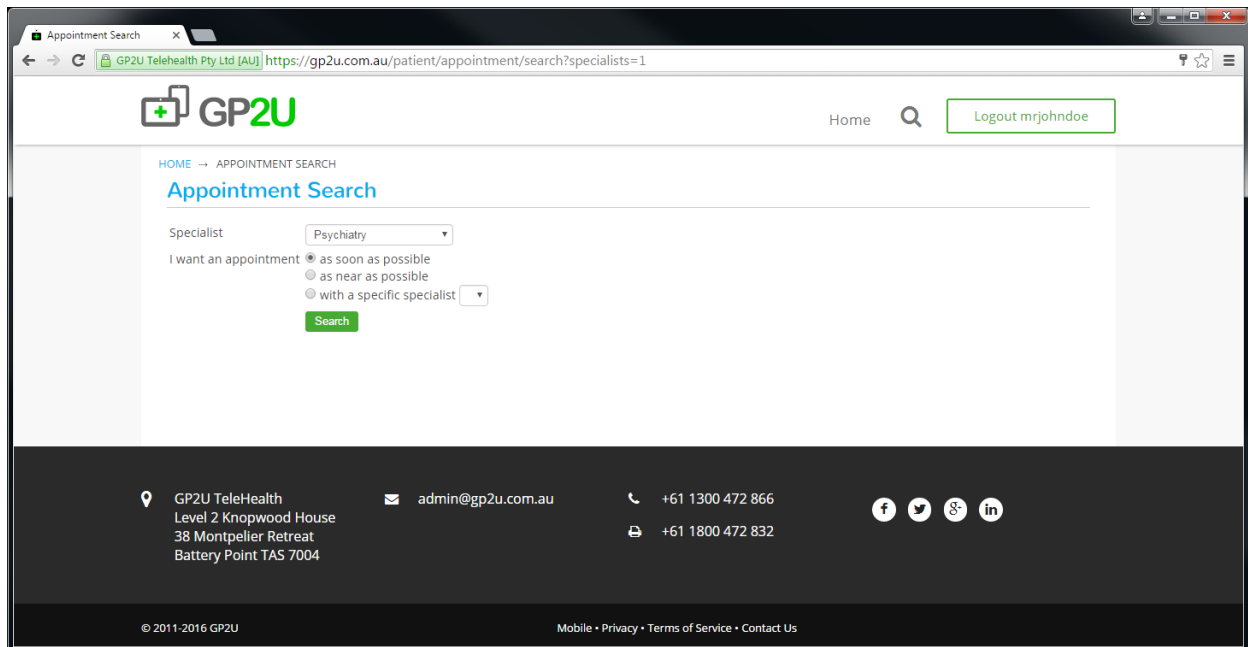 Appointment Search
GP2U Telehealth Pty Ltd [AU] https://gp2u.com.au/patient/appointment/search?specialists=1
GP2U
Home
Logout mrjohndoe
HOME → APPOINTMENT SEARCH
Appointment Search
Specialist
Psychiatry
I want an appointment
as soon as possible
as near as possible
with a specific specialist
Search
GP2U TeleHealth
Level 2 Knopwood House
38 Montpelier Retreat
Battery Point TAS 7004
admin@gp2u.com.au
+61 1300 472 866
+61 1800 472 832
© 2011-2016 GP2U
Mobile • Privacy • Terms of Service • Contact Us